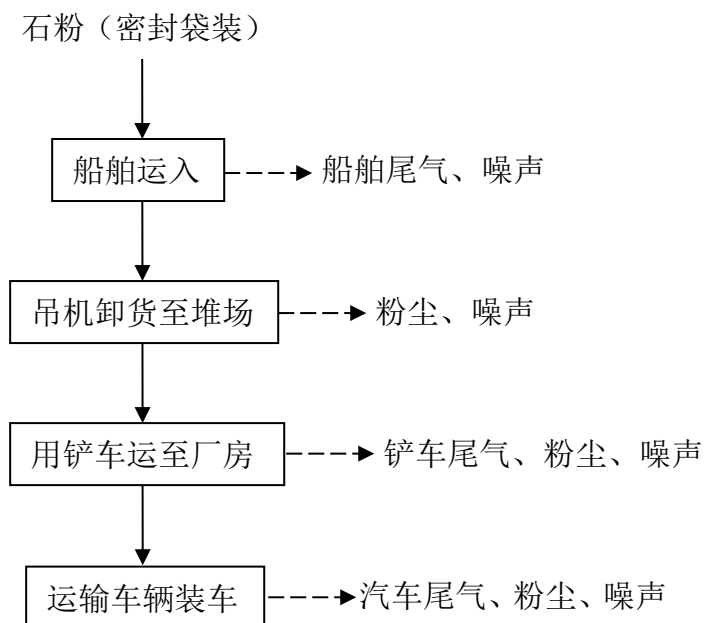 石粉（密封袋装）
船舶运入
船舶尾气、噪声
吊机卸货至堆场
粉尘、噪声
用铲车运至厂房
铲车尾气、粉尘、噪声
运输车辆装车
汽车尾气、粉尘、噪声